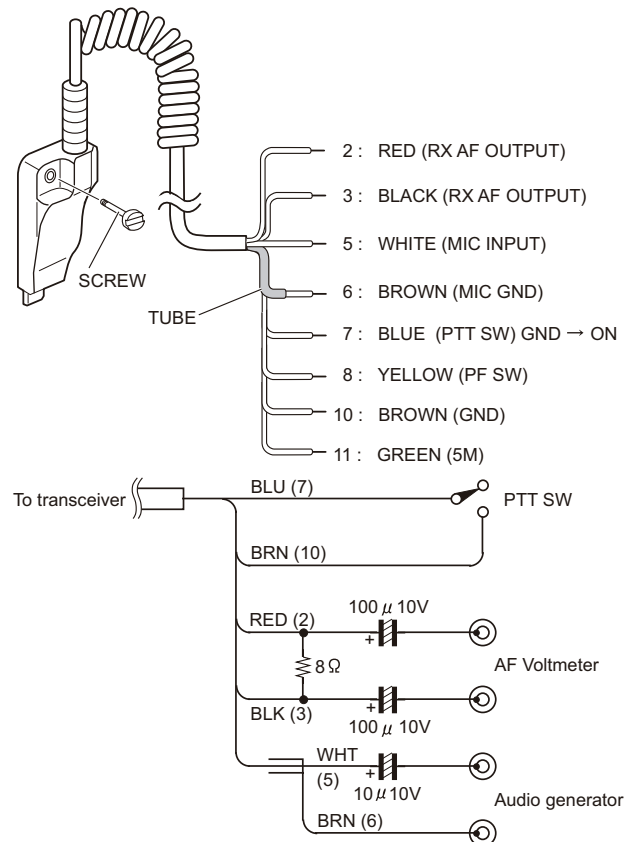 2 : RED (RX AF OUTPUT)
3 : BLACK (RX AF OUTPUT)
5 : WHITE (MIC INPUT)
SCREW
6 : BROWN (MIC GND)
TUBE
7 : BLUE (PTT SW) GND → ON
8 : YELLOW (PF SW)
10 : BROWN (GND)
11 : GREEN (5M)
BLU (7)
To transceiver
PTT SW
BRN (10)
100 μ 10V
RED (2)
+
8Ω
AF Voltmeter
BLK (3)
+
100 μ 10V
WHT
(5)
+
10 μ 10V
Audio generator
BRN (6)